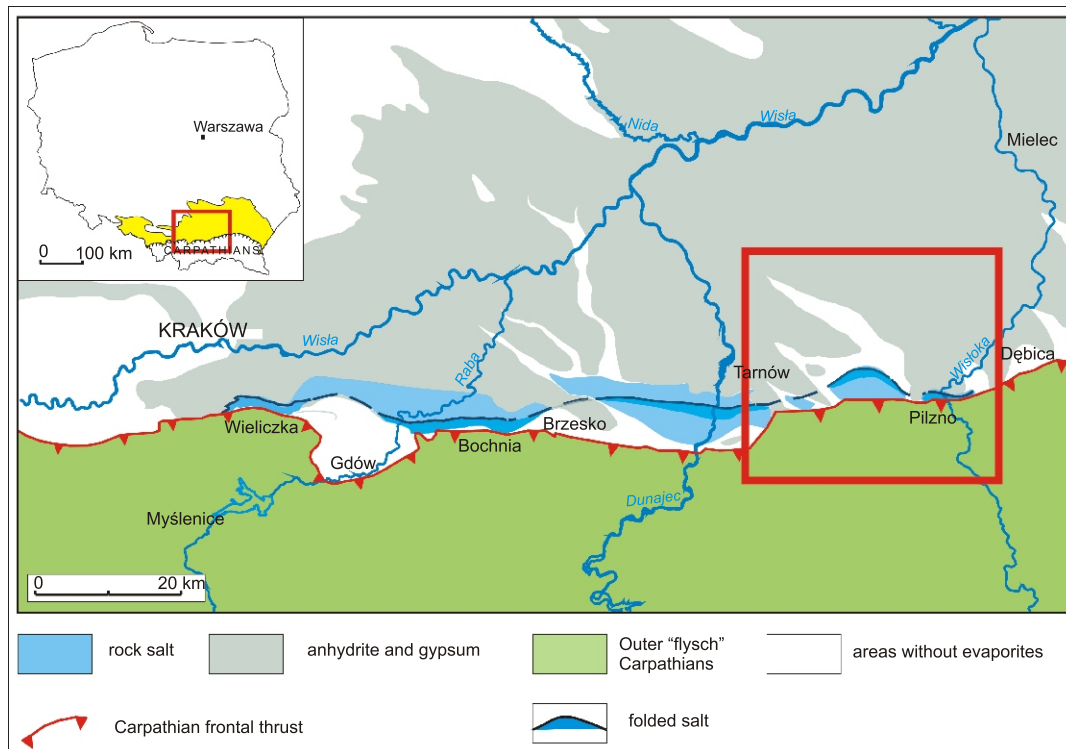 Warszawa
0 100 km
CARPATHIANS
Nida
Wisła
Mielec
KRAKÓW
Wisła
Raba
Tarnów
Wisłoka
Dębica
Wieliczka
Brzesko
Pilzno
Bochnia
Gdów
Dunajec
Myślenice
0 20 km
rock salt
anhydrite and gypsum
Outer “flysch”
Carpathians
areas without evaporites
Carpathian frontal thrust
folded salt